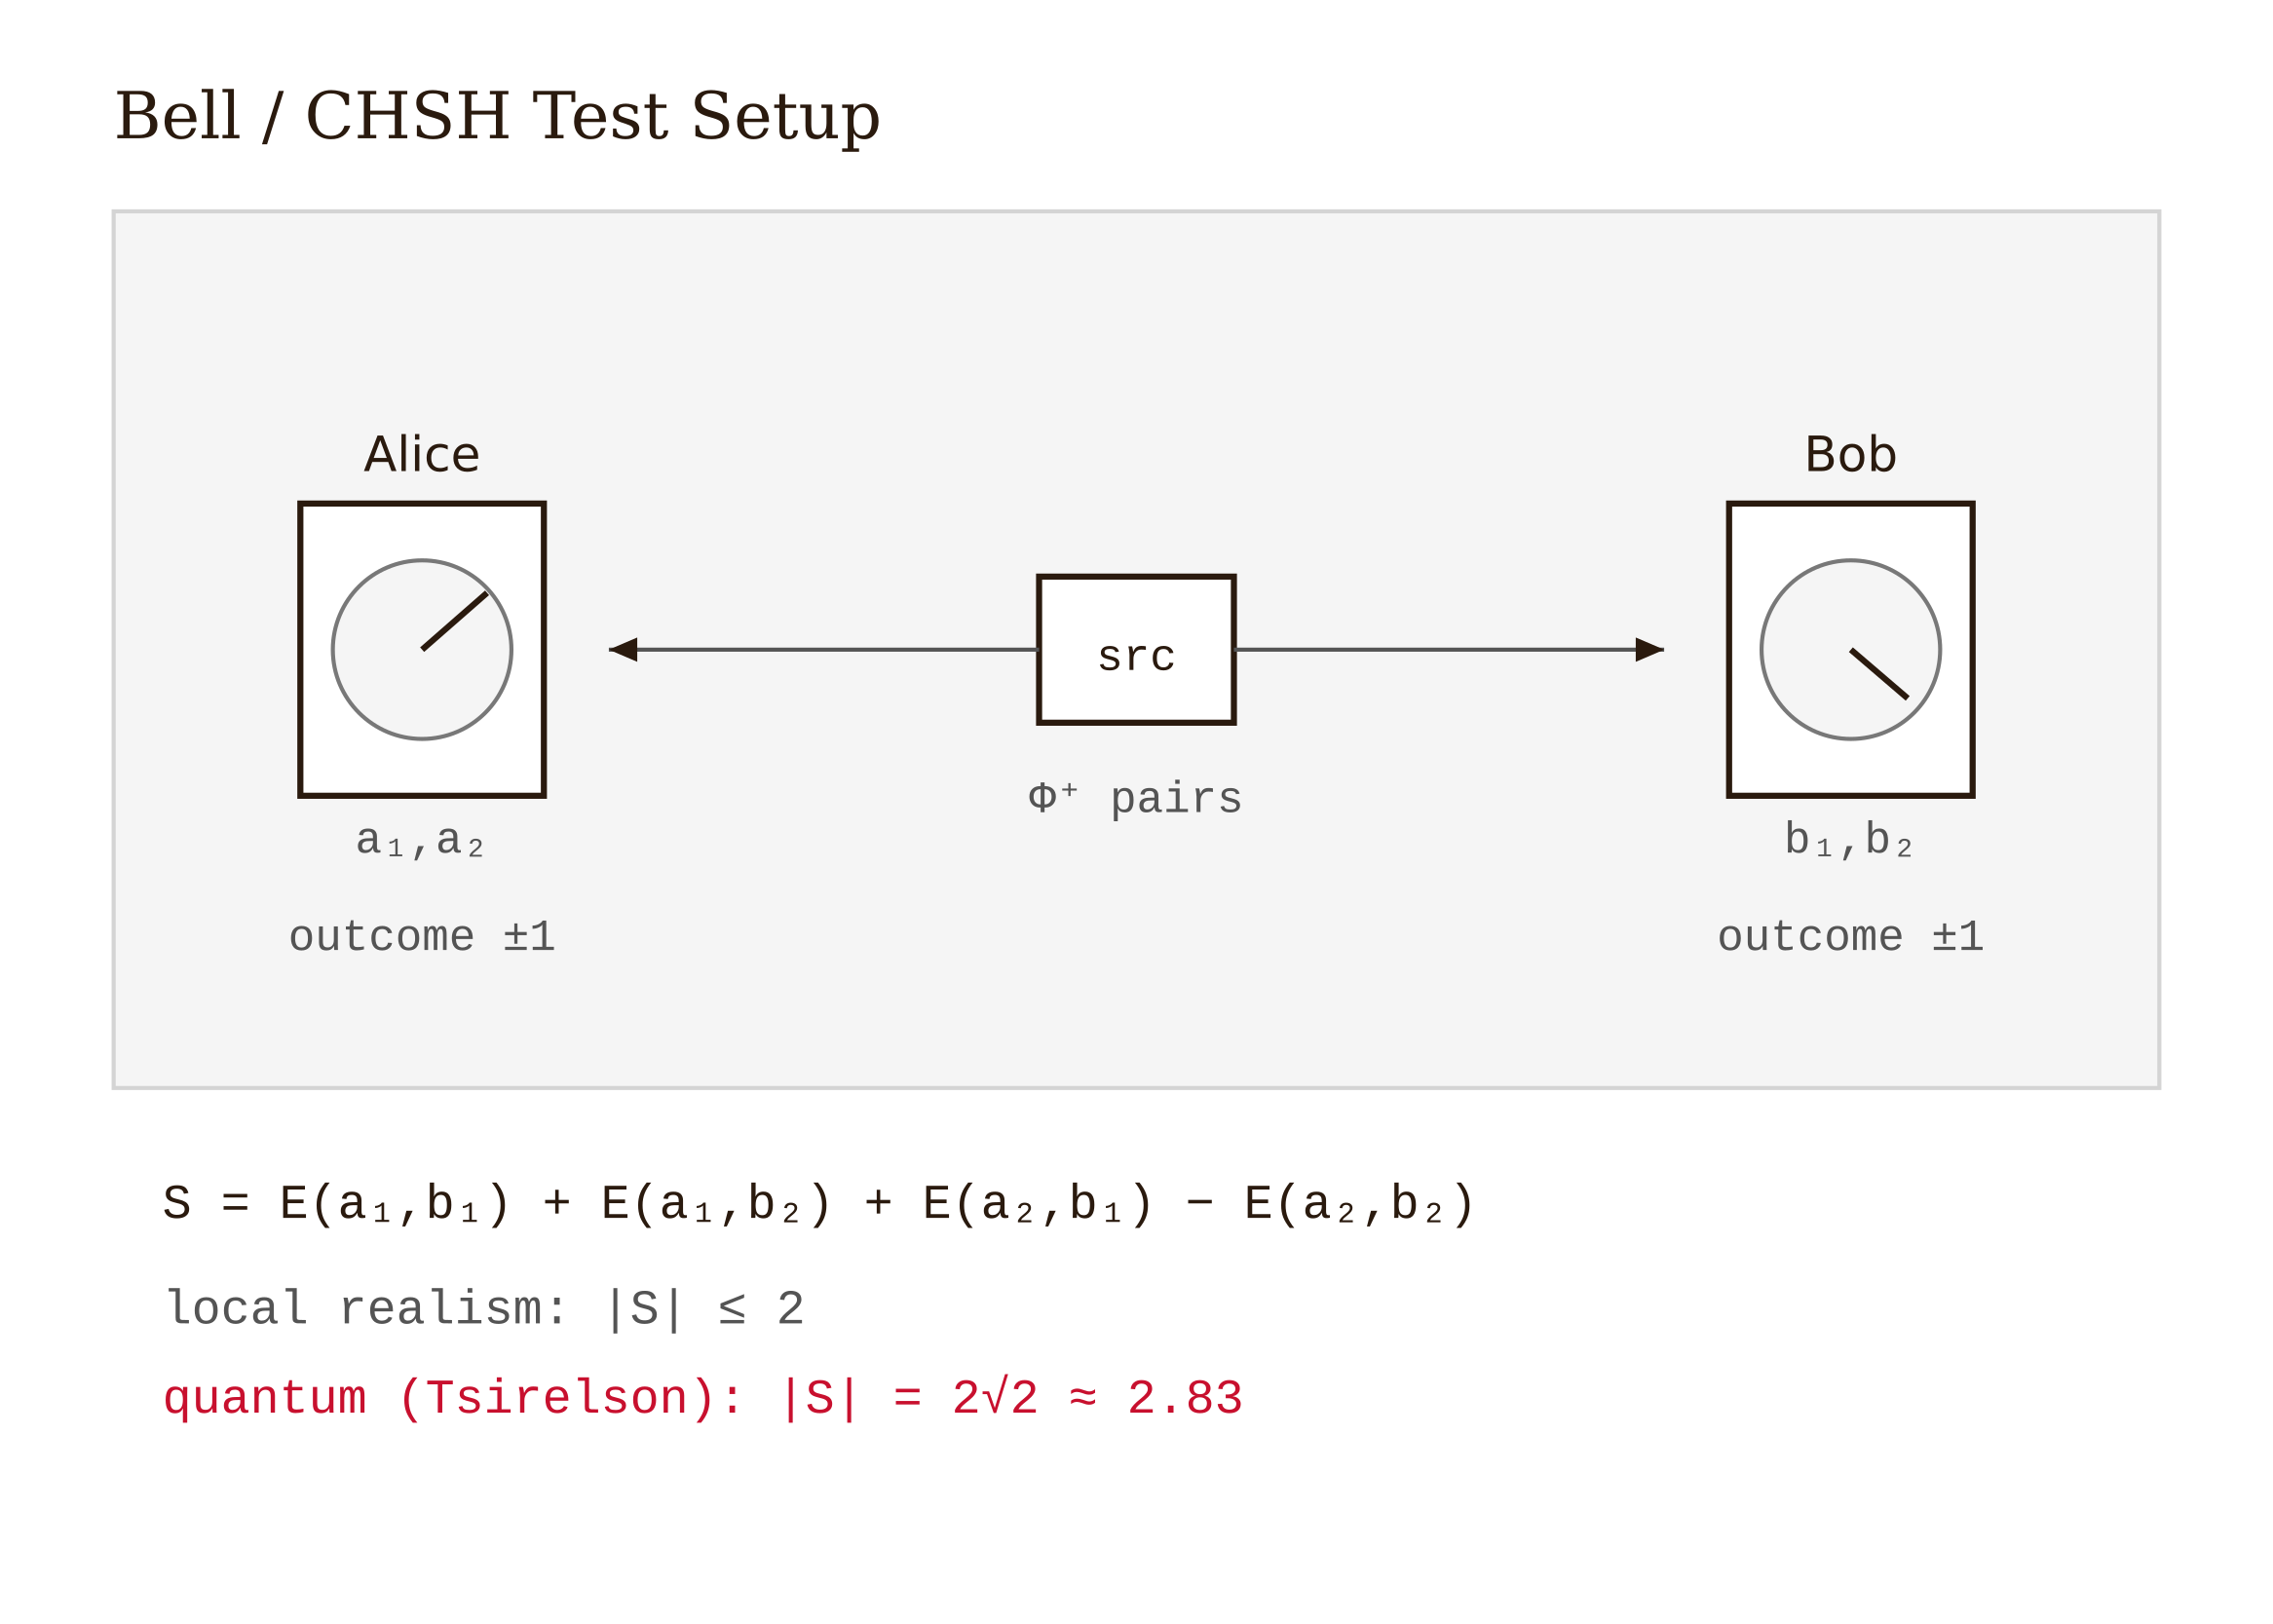 Bell / CHSH Test Setup
Alice
Bob
src
Φ⁺ pairs
a₁,a₂
b₁,b₂
outcome ±1
outcome ±1
S = E(a₁,b₁) + E(a₁,b₂) + E(a₂,b₁) − E(a₂,b₂)
local realism: |S| ≤ 2
quantum (Tsirelson): |S| = 2√2 ≈ 2.83